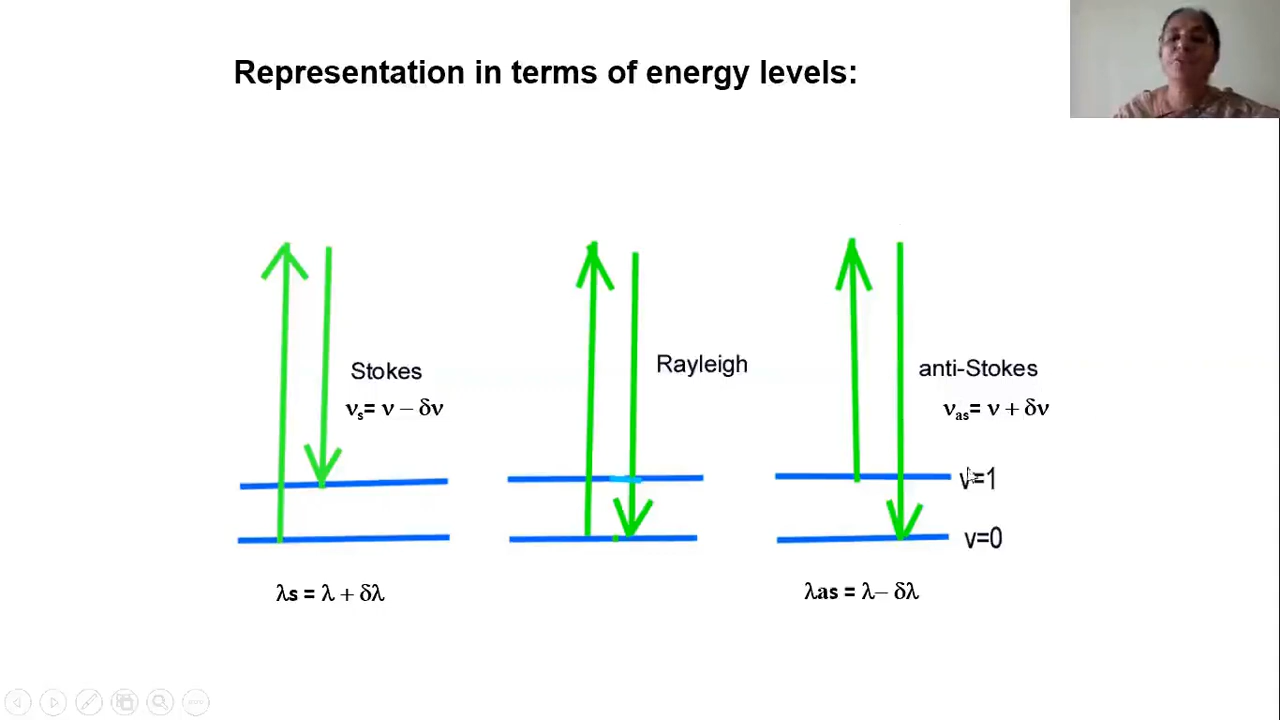 Representation in terms of energy levels:
Stokes
νs= ν − δν
Rayleigh
anti-Stokes
νas= ν + δν
v=1
v=0
λs = λ + δλ
λas = λ− δλ